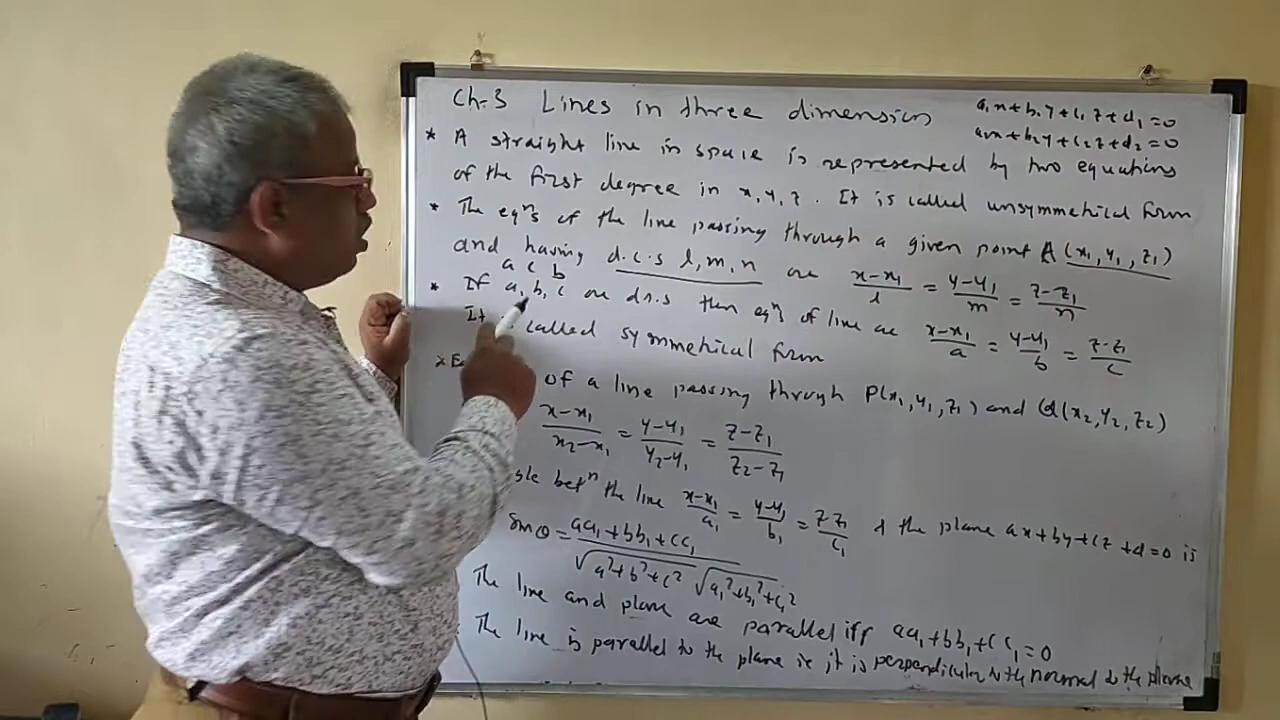 Ch-3 Lines in three dimension
a₁x+b₁y+c₁z+d₁=0
a₂x+b₂y+c₂z+d₂=0
* A straight line in space is represented by two equations
of the first degree in x, y, z. It is called unsymmetrical form
* The eqⁿs of the line passing through a given point A(x₁, y₁, z₁)
and having d.c.s l, m, n are (x-x₁)/l = (y-y₁)/m = (z-z₁)/n
a c b
* If a, b, c are d.r.s then eqⁿ of line are (x-x₁)/a = (y-y₁)/b = (z-z₁)/c
It called symmetrical form
* of a line passing through P(x₁, y₁, z₁) and Q(x₂, y₂, z₂)
(x-x₁)/(x₂-x₁) = (y-y₁)/(y₂-y₁) = (z-z₁)/(z₂-z₁)
betⁿ the line (x-x₁)/a₁ = (y-y₁)/b₁ = (z-z₁)/c₁ & the plane ax+by+cz+d=0 is
Sinθ = (aa₁+bb₁+cc₁)/(√(a²+b²+c²) √(a₁²+b₁²+c₁²))
The line and plane are parallel iff aa₁+bb₁+cc₁=0
The line is parallel to the plane ie it is perpendicular to the normal to the plane